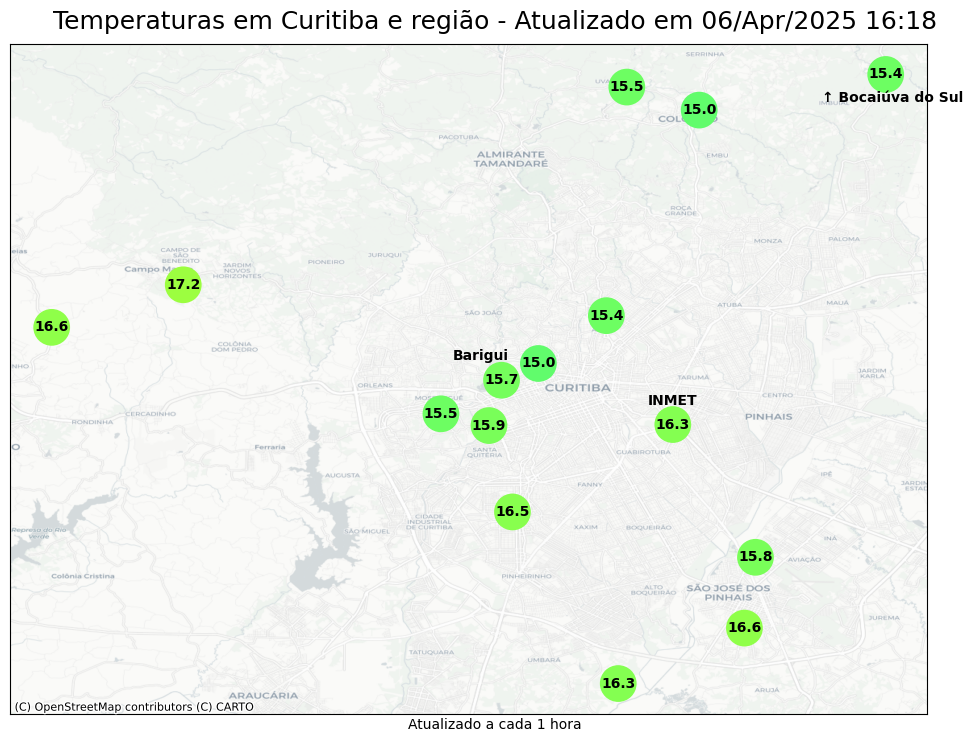 Temperaturas em Curitiba e região - Atualizado em 06/Apr/2025 16:18
SERRINHA
15.4
15.5
↑ Bocaiúva do Sul
15.0
PACOTUBA
ALMIRANTE
TAMANDARÉ
EMBU
ROÇA
GRANDE
MONZA
PALOMA
CAMPO DE
SÃO
BENEDITO
JARDIM
NOVOS
HORIZONTES
PIONEIRO
JURUQUI
17.2
ATUBA
MAUÁ
SÃO JOÃO
15.4
16.6
COLÔNIA
DOM PEDRO
Barigui
15.0
15.7
ORLEANS
CURITIBA
TARUMÃ
JARDIM
KARLA
CENTRO
INMET
CERCADINHO
RONDINHA
15.5
15.9
16.3
PINHAIS
Ferraria
SANTA
QUITÉRIA
GUABIROTUBA
AUGUSTA
IPÊ
FANNY
16.5
CIDADE
INDUSTRIAL
DE CURITIBA
SÃO MIGUEL
XAXIM
BOQUEIRÃO
Represa do Rio
Verde
INÁ
15.8
AVIAÇÃO
Colônia Cristina
PINHEIRINHO
ALTO
BOQUEIRÃO
SÃO JOSÉ DOS
PINHAIS
JUREMA
16.6
TATUQUARA
UMBARÁ
16.3
ARUJÁ
ARAUCÁRIA
(C) OpenStreetMap contributors (C) CARTO
Atualizado a cada 1 hora